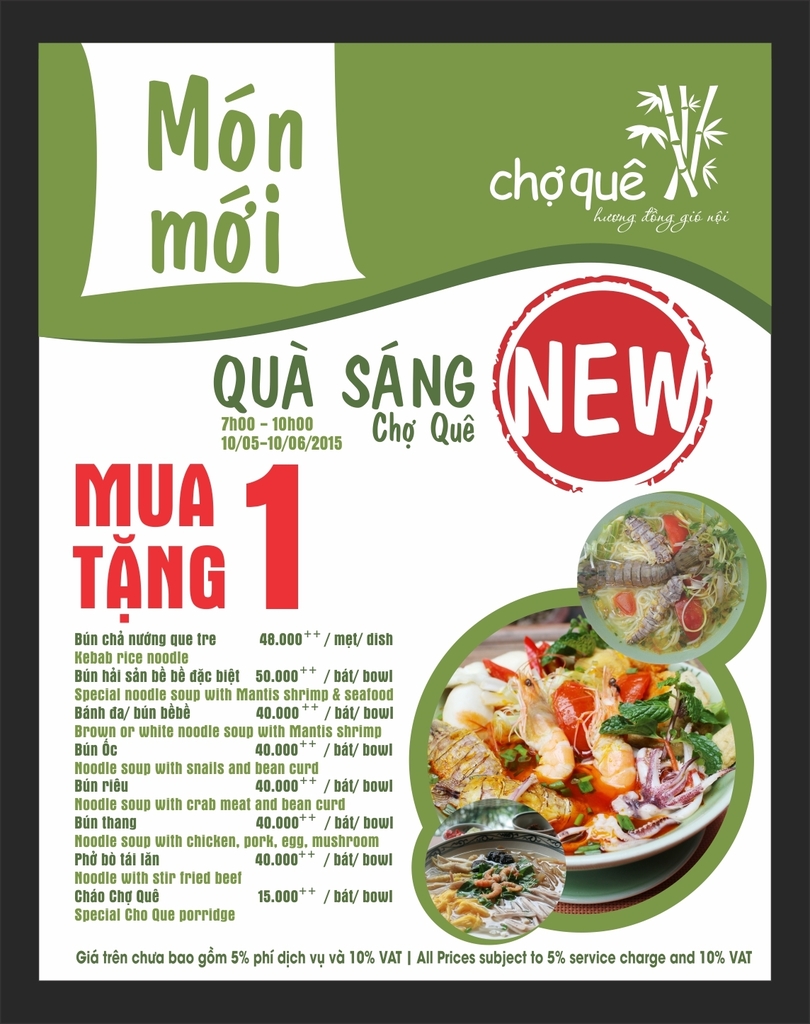 Món
mới
chợ quê
hương đồng gió nội
QUÀ SÁNG
7h00 - 10h00
10/05-10/06/2015
Chợ Quê
NEW
MUA 1
TẶNG
Bún chả nướng que tre 48.000⁺⁺ / mẹt/ dish
Kebab rice noodle
Bún hải sản bề bề đặc biệt 50.000⁺⁺ / bát/ bowl
Special noodle soup with Mantis shrimp & seafood
Bánh đa/ bún bềbề 40.000⁺⁺ / bát/ bowl
Brown or white noodle soup with Mantis shrimp
Bún Ốc 40.000⁺⁺ / bát/ bowl
Noodle soup with snails and bean curd
Bún riêu 40.000⁺⁺ / bát/ bowl
Noodle soup with crab meat and bean curd
Bún thang 40.000⁺⁺ / bát/ bowl
Noodle soup with chicken, pork, egg, mushroom
Phở bò tái lăn 40.000⁺⁺ / bát/ bowl
Noodle with stir fried beef
Cháo Chợ Quê 15.000⁺⁺ / bát/ bowl
Special Cho Que porridge
Giá trên chưa bao gồm 5% phí dịch vụ và 10% VAT | All Prices subject to 5% service charge and 10% VAT